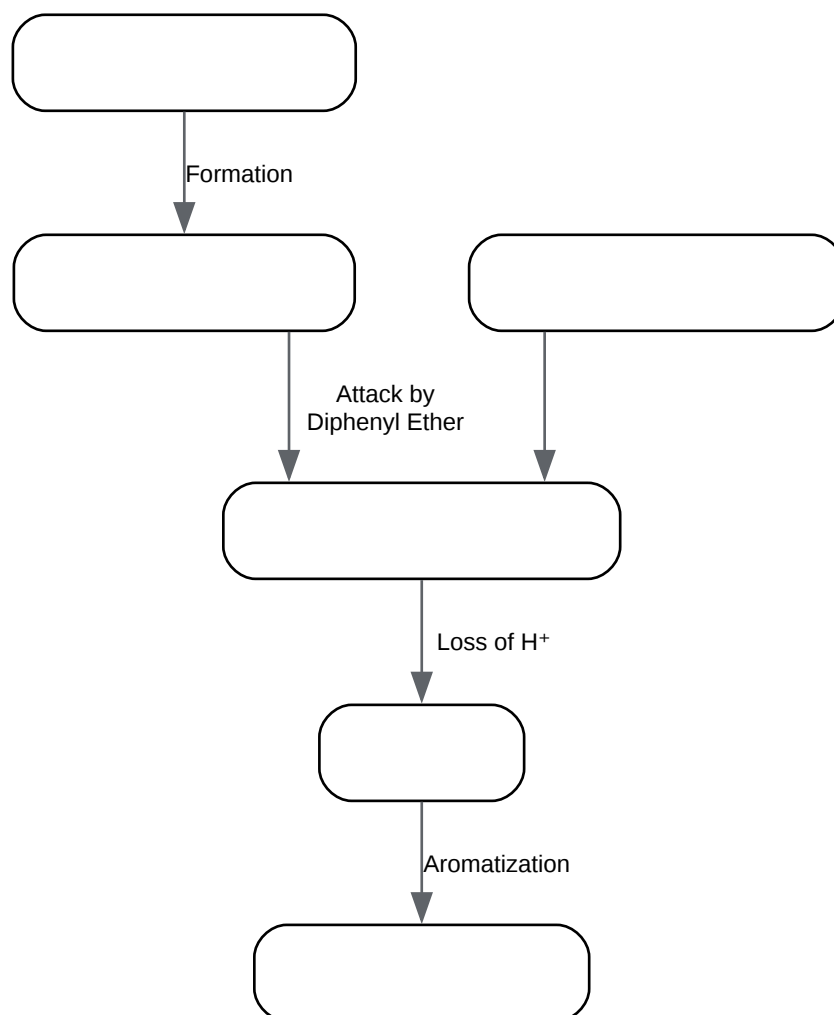 Formation
Attack by
Diphenyl Ether
Loss of H⁺
Aromatization